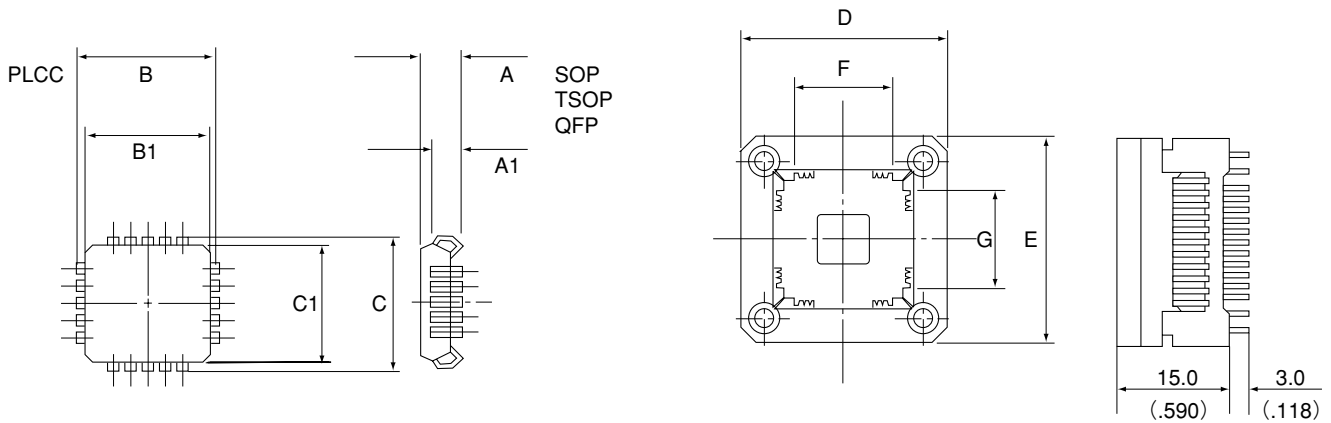 PLCC
B
B1
C1
C
A
A1
SOP
TSOP
QFP
D
F
G
E
15.0
(.590)
3.0
(.118)